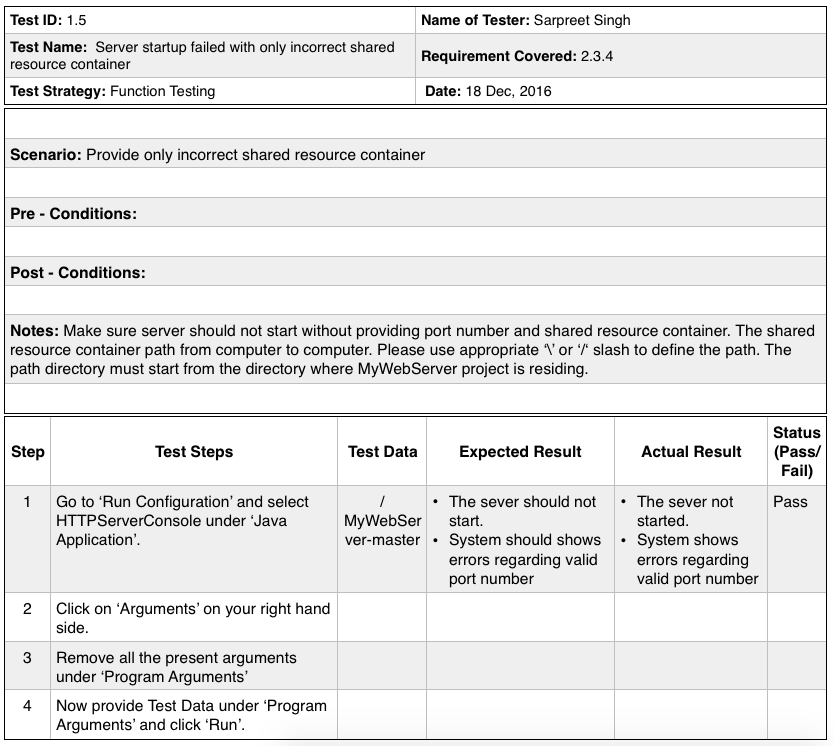 Test ID: 1.5
Name of Tester: Sarpreet Singh
Test Name: Server startup failed with only incorrect shared
resource container
Requirement Covered: 2.3.4
Test Strategy: Function Testing
Date: 18 Dec, 2016
Scenario: Provide only incorrect shared resource container
Pre - Conditions:
Post - Conditions:
Notes: Make sure server should not start without providing port number and shared resource container. The shared
resource container path from computer to computer. Please use appropriate ‘\’ or ‘/‘ slash to define the path. The
path directory must start from the directory where MyWebServer project is residing.
Step
Test Steps
Test Data
Expected Result
Actual Result
Status
(Pass/
Fail)
1
Go to ‘Run Configuration’ and select
HTTPServerConsole under ‘Java
Application’.
/
MyWebSer
ver-master
• The sever should not
start.
• System should shows
errors regarding valid
port number
• The sever not
started.
• System shows
errors regarding
valid port number
Pass
2
Click on ‘Arguments’ on your right hand
side.
3
Remove all the present arguments
under ‘Program Arguments’
4
Now provide Test Data under ‘Program
Arguments’ and click ‘Run’.